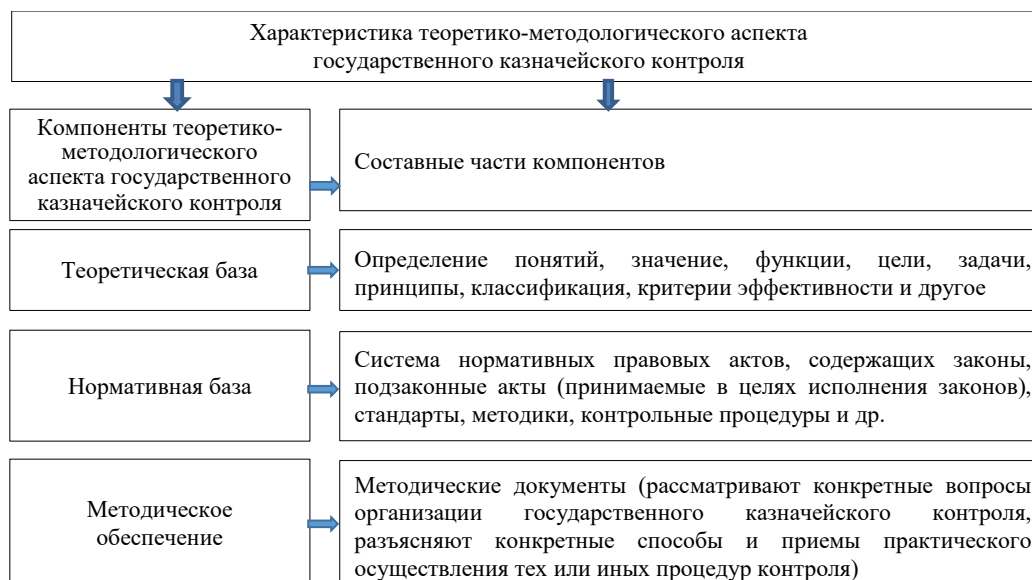 Характеристика теоретико-методологического аспекта
государственного казначейского контроля
Компоненты теоретико-
методологического
аспекта государственного
казначейского контроля
Составные части компонентов
Теоретическая база
Определение понятий, значение, функции, цели, задачи,
принципы, классификация, критерии эффективности и другое
Нормативная база
Система нормативных правовых актов, содержащих законы,
подзаконные акты (принимаемые в целях исполнения законов),
стандарты, методики, контрольные процедуры и др.
Методическое
обеспечение
Методические документы (рассматривают конкретные вопросы
организации государственного казначейского контроля,
разъясняют конкретные способы и приемы практического
осуществления тех или иных процедур контроля)